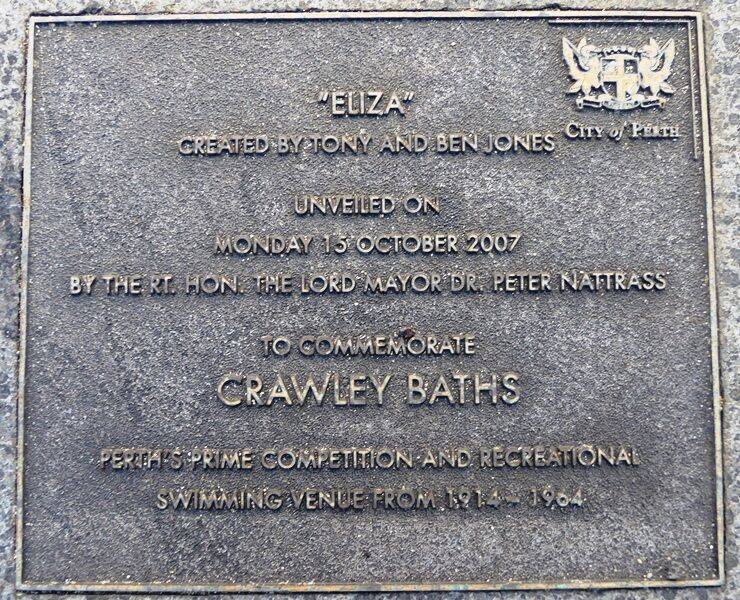 "ELIZA"
CREATED BY TONY AND BEN JONES
CITY of PERTH
UNVEILED ON
MONDAY 15 OCTOBER 2007
BY THE RT. HON. THE LORD MAYOR DR. PETER NATTRASS
TO COMMEMORATE
CRAWLEY BATHS
PERTH'S PRIME COMPETITION AND RECREATIONAL
SWIMMING VENUE FROM 1914 - 1964